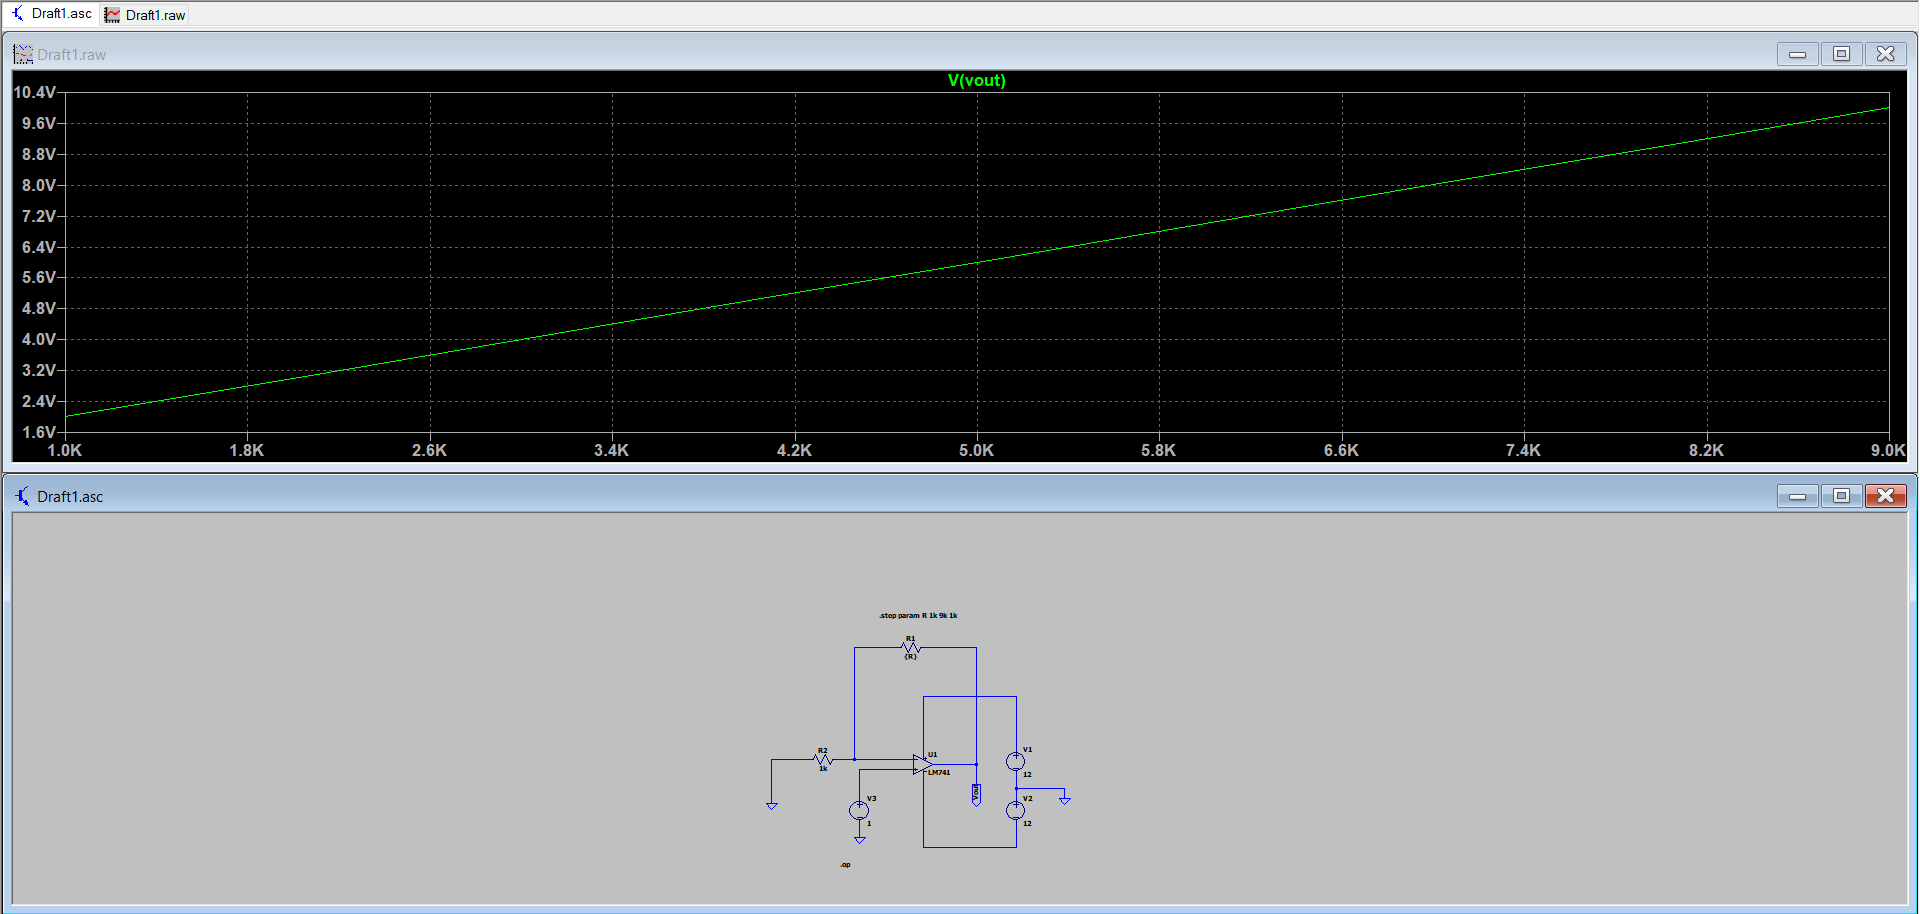 Draft1.asc Draft1.raw
Draft1.raw
V(vout)
10.4V
9.6V
8.8V
8.0V
7.2V
6.4V
5.6V
4.8V
4.0V
3.2V
2.4V
1.6V
1.0K 1.8K 2.6K 3.4K 4.2K 5.0K 5.8K 6.6K 7.4K 8.2K 9.0K
Draft1.asc
.step param R 1k 9k 1k
R1
{R}
R2
1k
U1
LM741
V1
12
Vout
V3
1
V2
12
.op